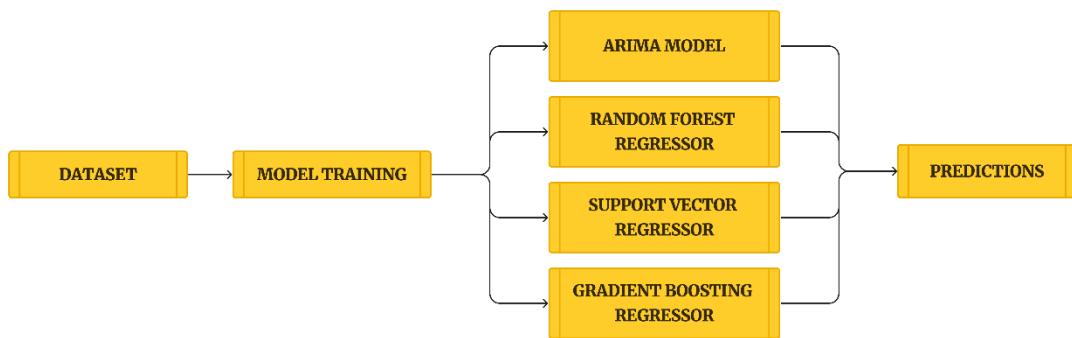 DATASET
MODEL TRAINING
ARIMA MODEL
RANDOM FOREST
REGRESSOR
SUPPORT VECTOR
REGRESSOR
GRADIENT BOOSTING
REGRESSOR
PREDICTIONS